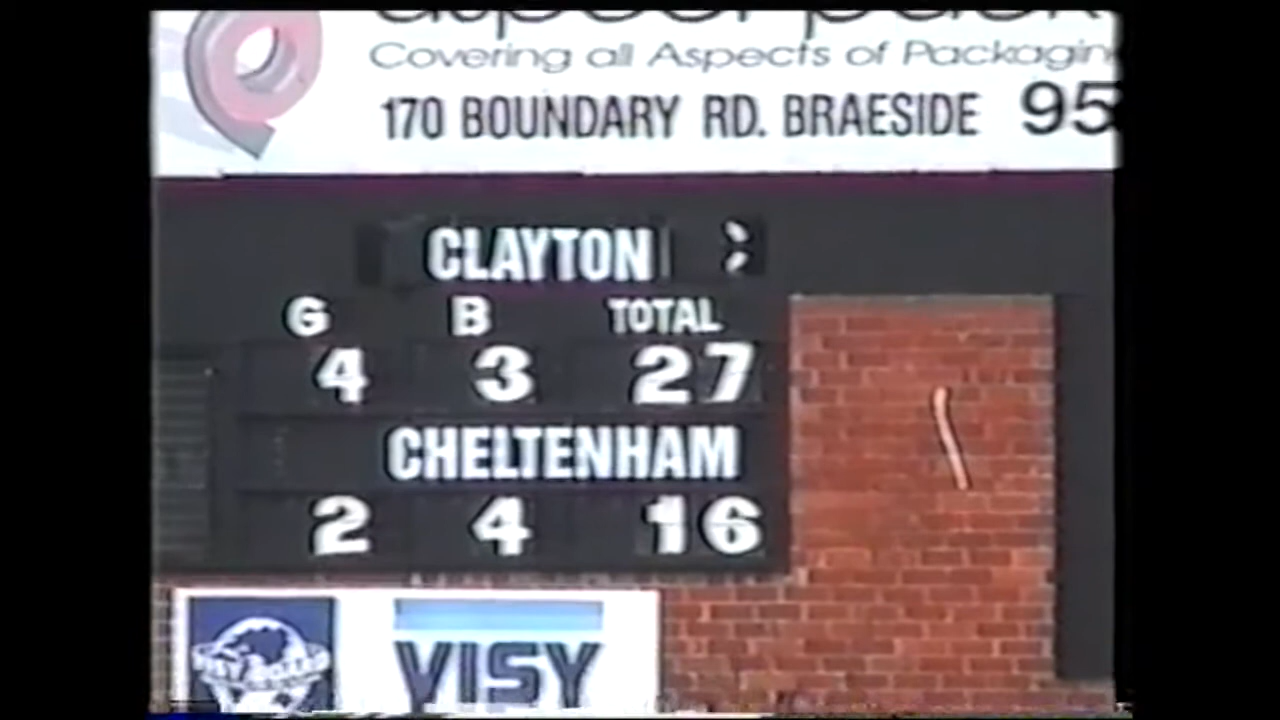 Covering all Aspects of Packagin
170 BOUNDARY RD. BRAESIDE 95
CLAYTON
G B TOTAL
4 3 27
CHELTENHAM
2 4 16
VISY